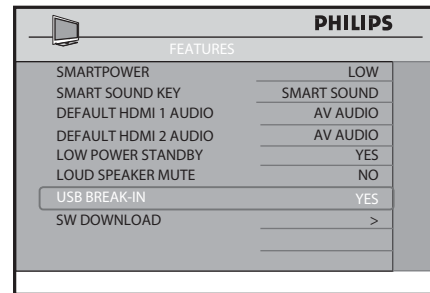 PHILIPS
FEATURES
SMARTPOWER LOW
SMART SOUND KEY SMART SOUND
DEFAULT HDMI 1 AUDIO AV AUDIO
DEFAULT HDMI 2 AUDIO AV AUDIO
LOW POWER STANDBY YES
LOUD SPEAKER MUTE NO
USB BREAK-IN YES
SW DOWNLOAD >